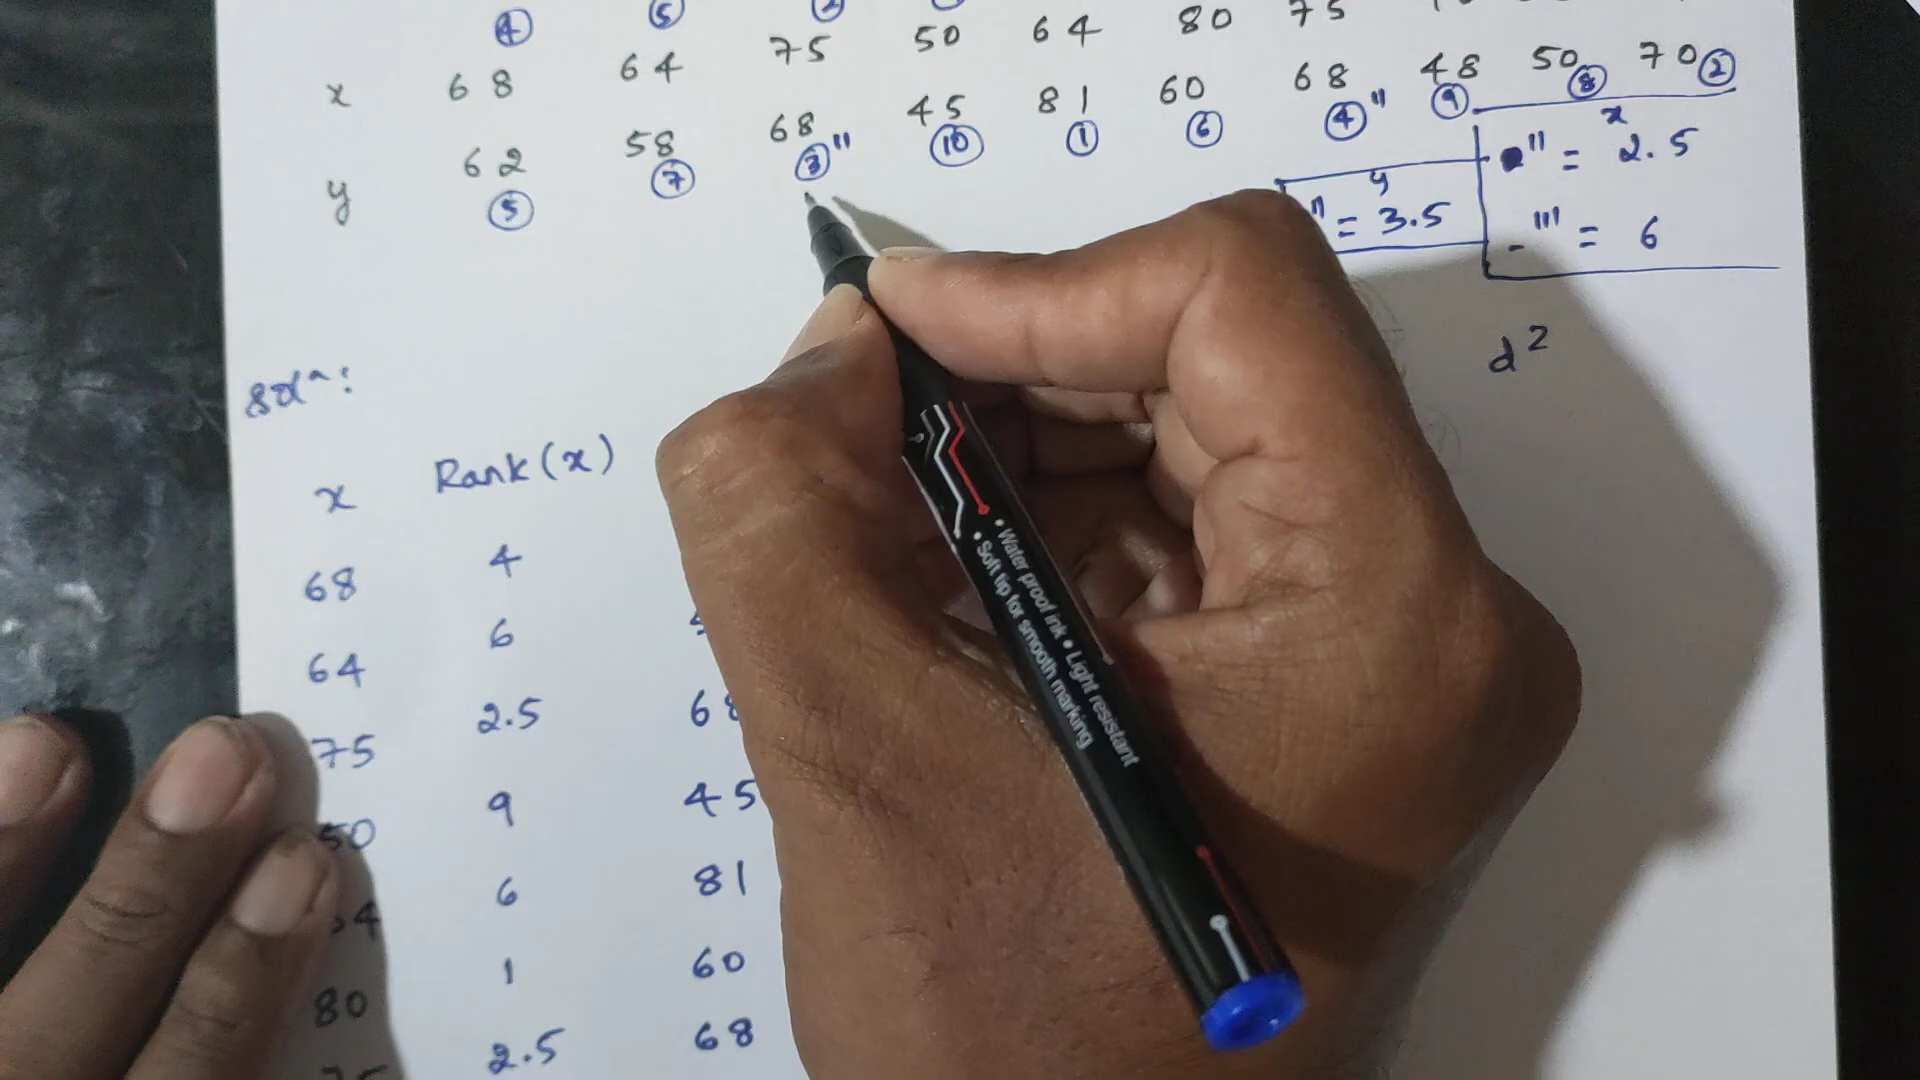 x 68 64 75 50 64 80 75
4 5
y 62 58 68 45 81 60 68 48 50 70
5 7 3" 10 1 6 4" 9 8 2
x
" = 2.5
"' = 6
y
" = 3.5
d²
Solⁿ:
x Rank(x)
68 4
64 6
75 2.5 68
50 9 45
64 6 81
80 1 60
75 2.5 68
• Water proof ink • Light resistant
• Soft tip for smooth marking